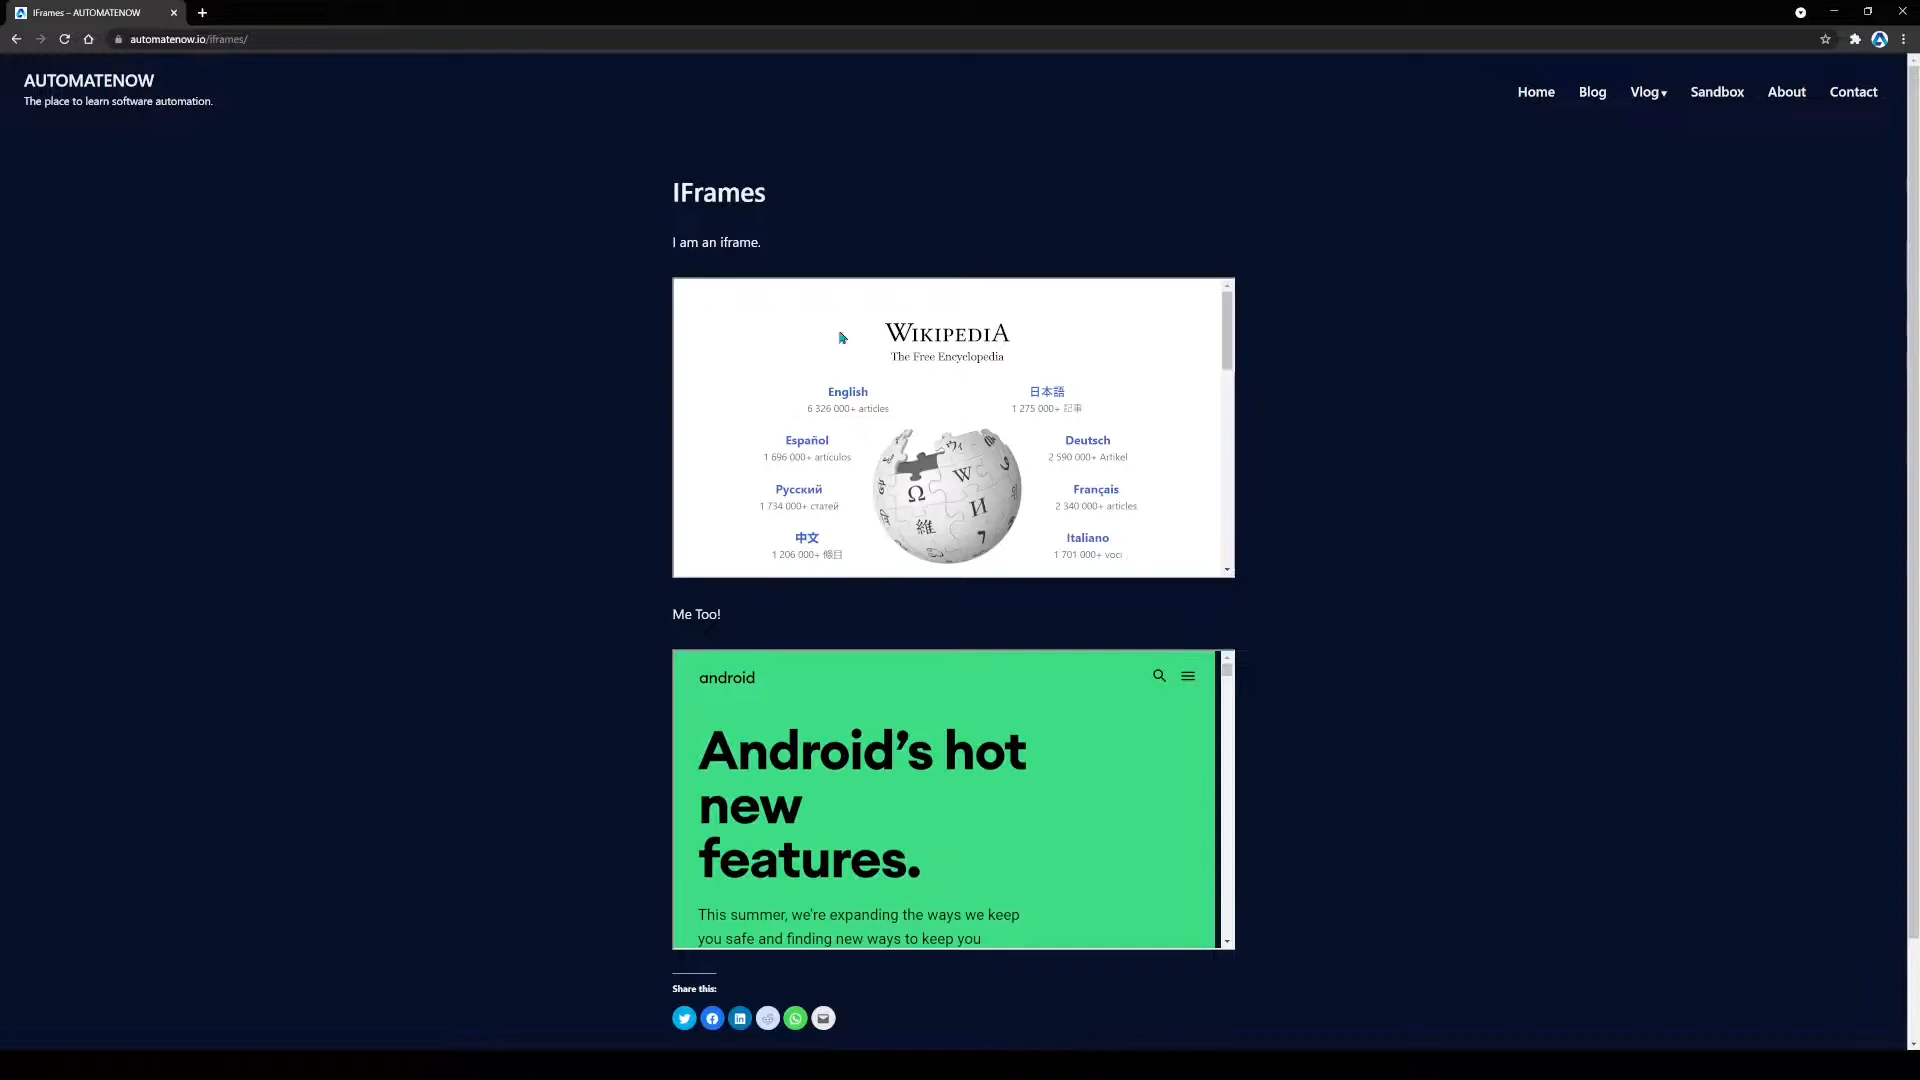 IFrames – AUTOMATENOW
automatenow.io/iframes/
AUTOMATENOW
The place to learn software automation.
Home Blog Vlog▾ Sandbox About Contact
IFrames
I am an iframe.
WIKIPEDIA
The Free Encyclopedia
English
6 326 000+ articles
日本語
1 275 000+ 記事
Español
1 696 000+ artículos
Deutsch
2 590 000+ Artikel
Русский
1 734 000+ статей
Français
2 340 000+ articles
中文
1 206 000+ 條目
Italiano
1 701 000+ voci
Ω W И 維 7 ウィ
Me Too!
android
Android’s hot
new
features.
This summer, we’re expanding the ways we keep
you safe and finding new ways to keep you
Share this: